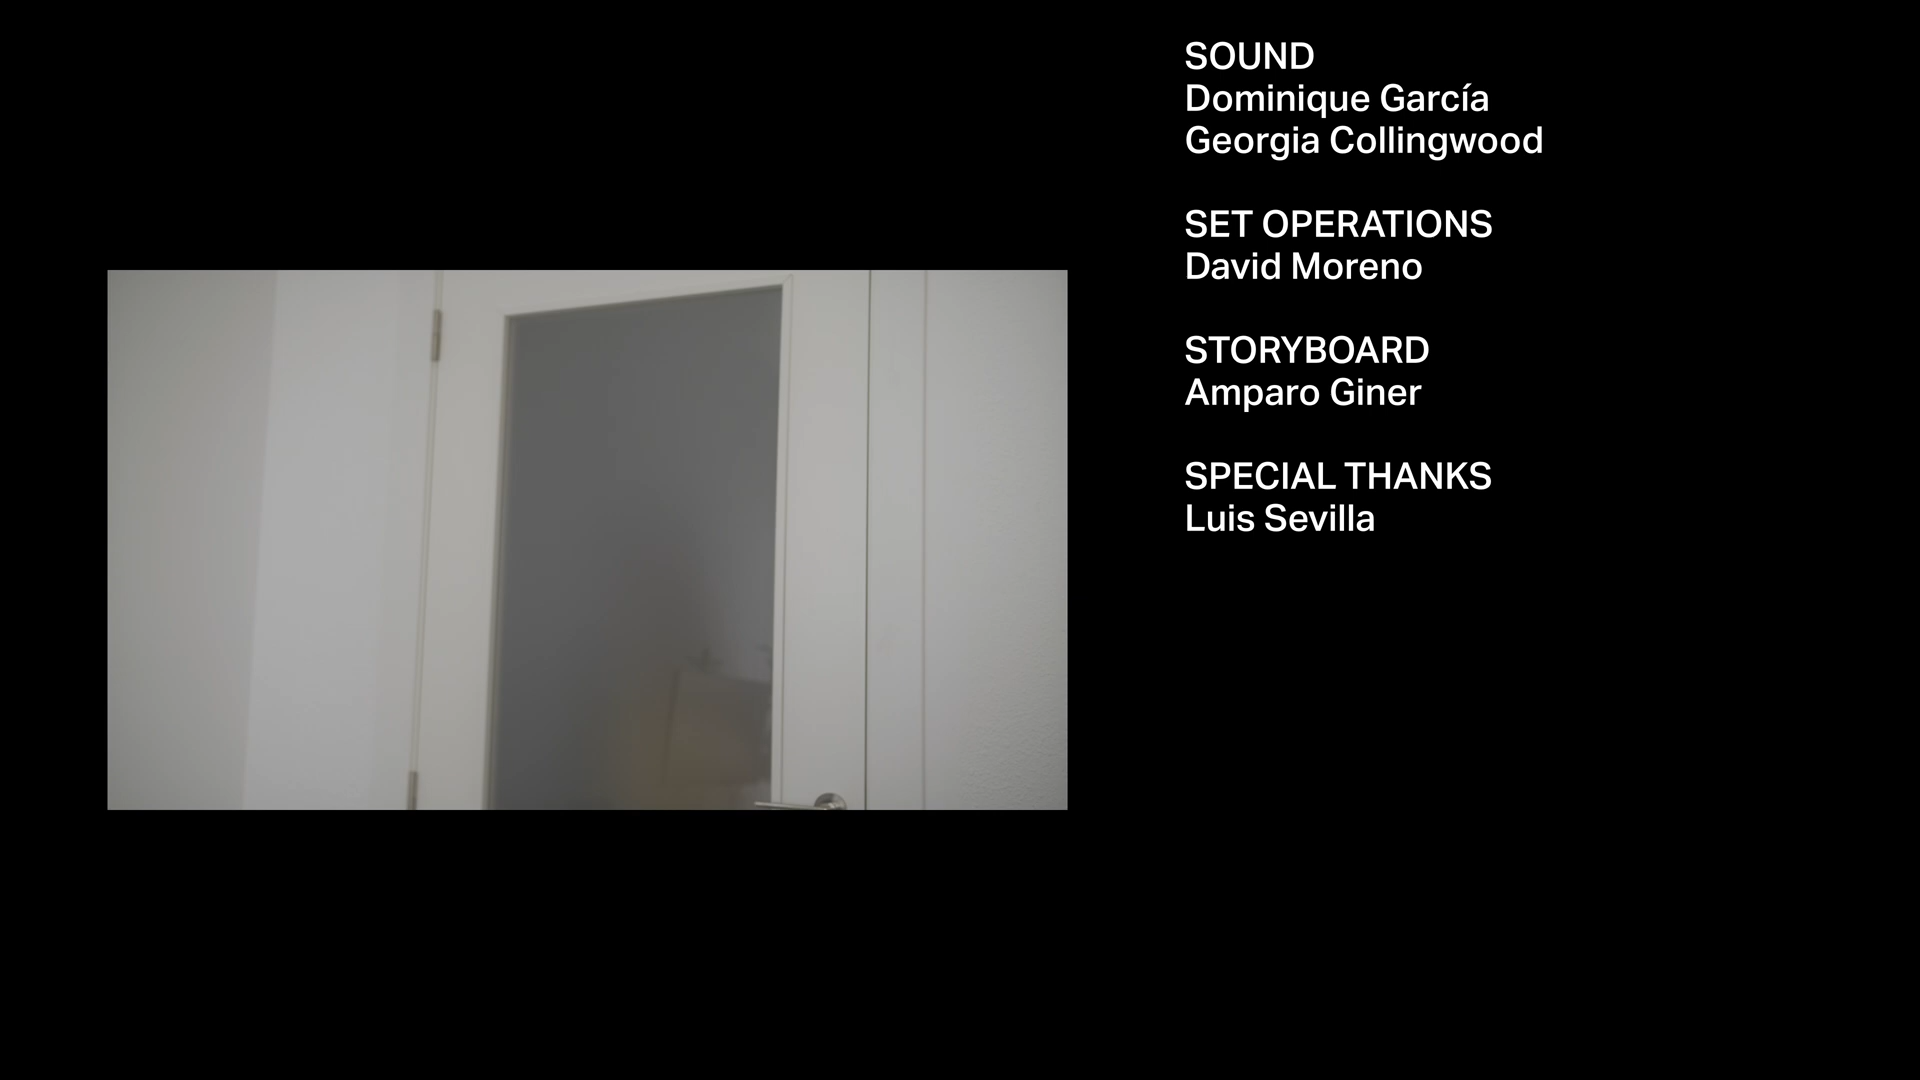 SOUND
Dominique García
Georgia Collingwood
SET OPERATIONS
David Moreno
STORYBOARD
Amparo Giner
SPECIAL THANKS
Luis Sevilla